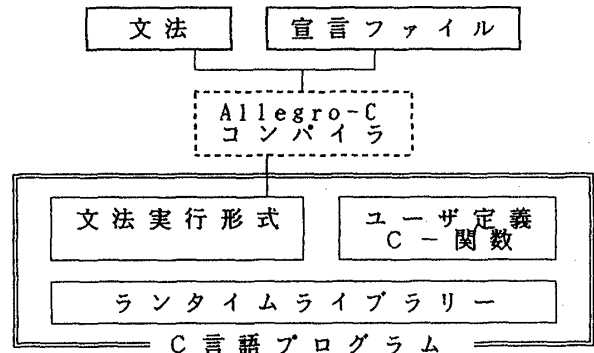 文法
宣言ファイル
Allegro-C
コンパイラ
文法実行形式
ユーザ定義
C-関数
ランタイムライブラリー
C言語プログラム